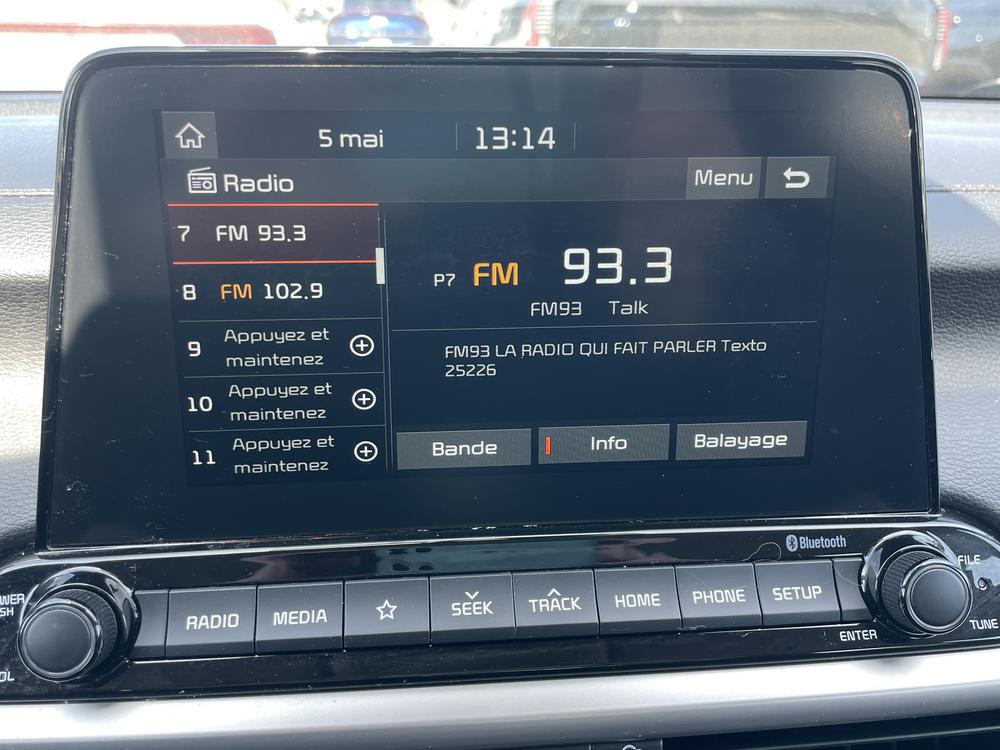 5 mai 13:14
Radio Menu
7 FM 93.3
8 FM 102.9
9 Appuyez et
maintenez
10 Appuyez et
maintenez
11 Appuyez et
maintenez
P7 FM 93.3
FM93 Talk
FM93 LA RADIO QUI FAIT PARLER Texto
25226
Bande Info Balayage
Bluetooth
RADIO MEDIA SEEK TRACK HOME PHONE SETUP
FILE
TUNE
ENTER